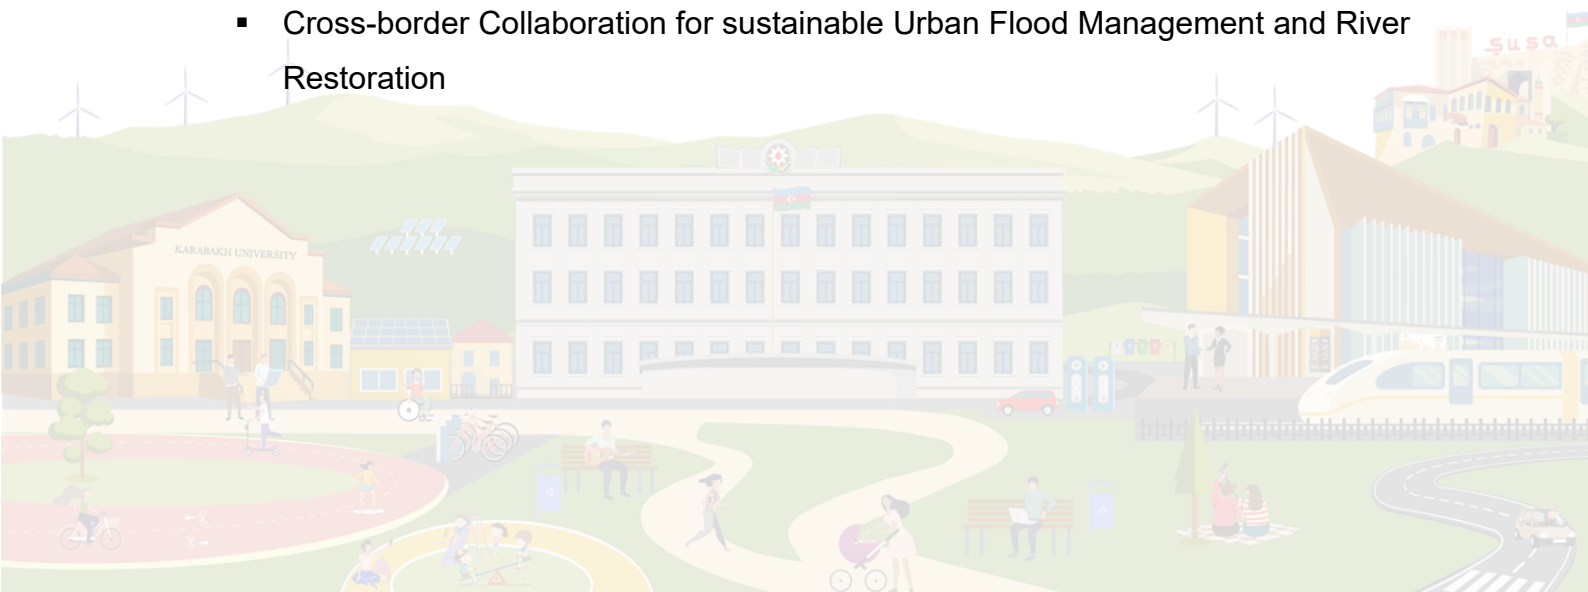 ▪ Cross-border Collaboration for sustainable Urban Flood Management and River
Restoration
Şuşa
KARABAKH UNIVERSITY